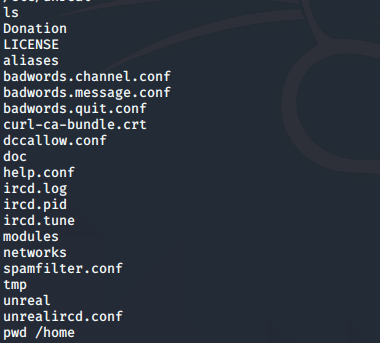 ls
Donation
LICENSE
aliases
badwords.channel.conf
badwords.message.conf
badwords.quit.conf
curl-ca-bundle.crt
dccallow.conf
doc
help.conf
ircd.log
ircd.pid
ircd.tune
modules
networks
spamfilter.conf
tmp
unreal
unrealircd.conf
pwd /home